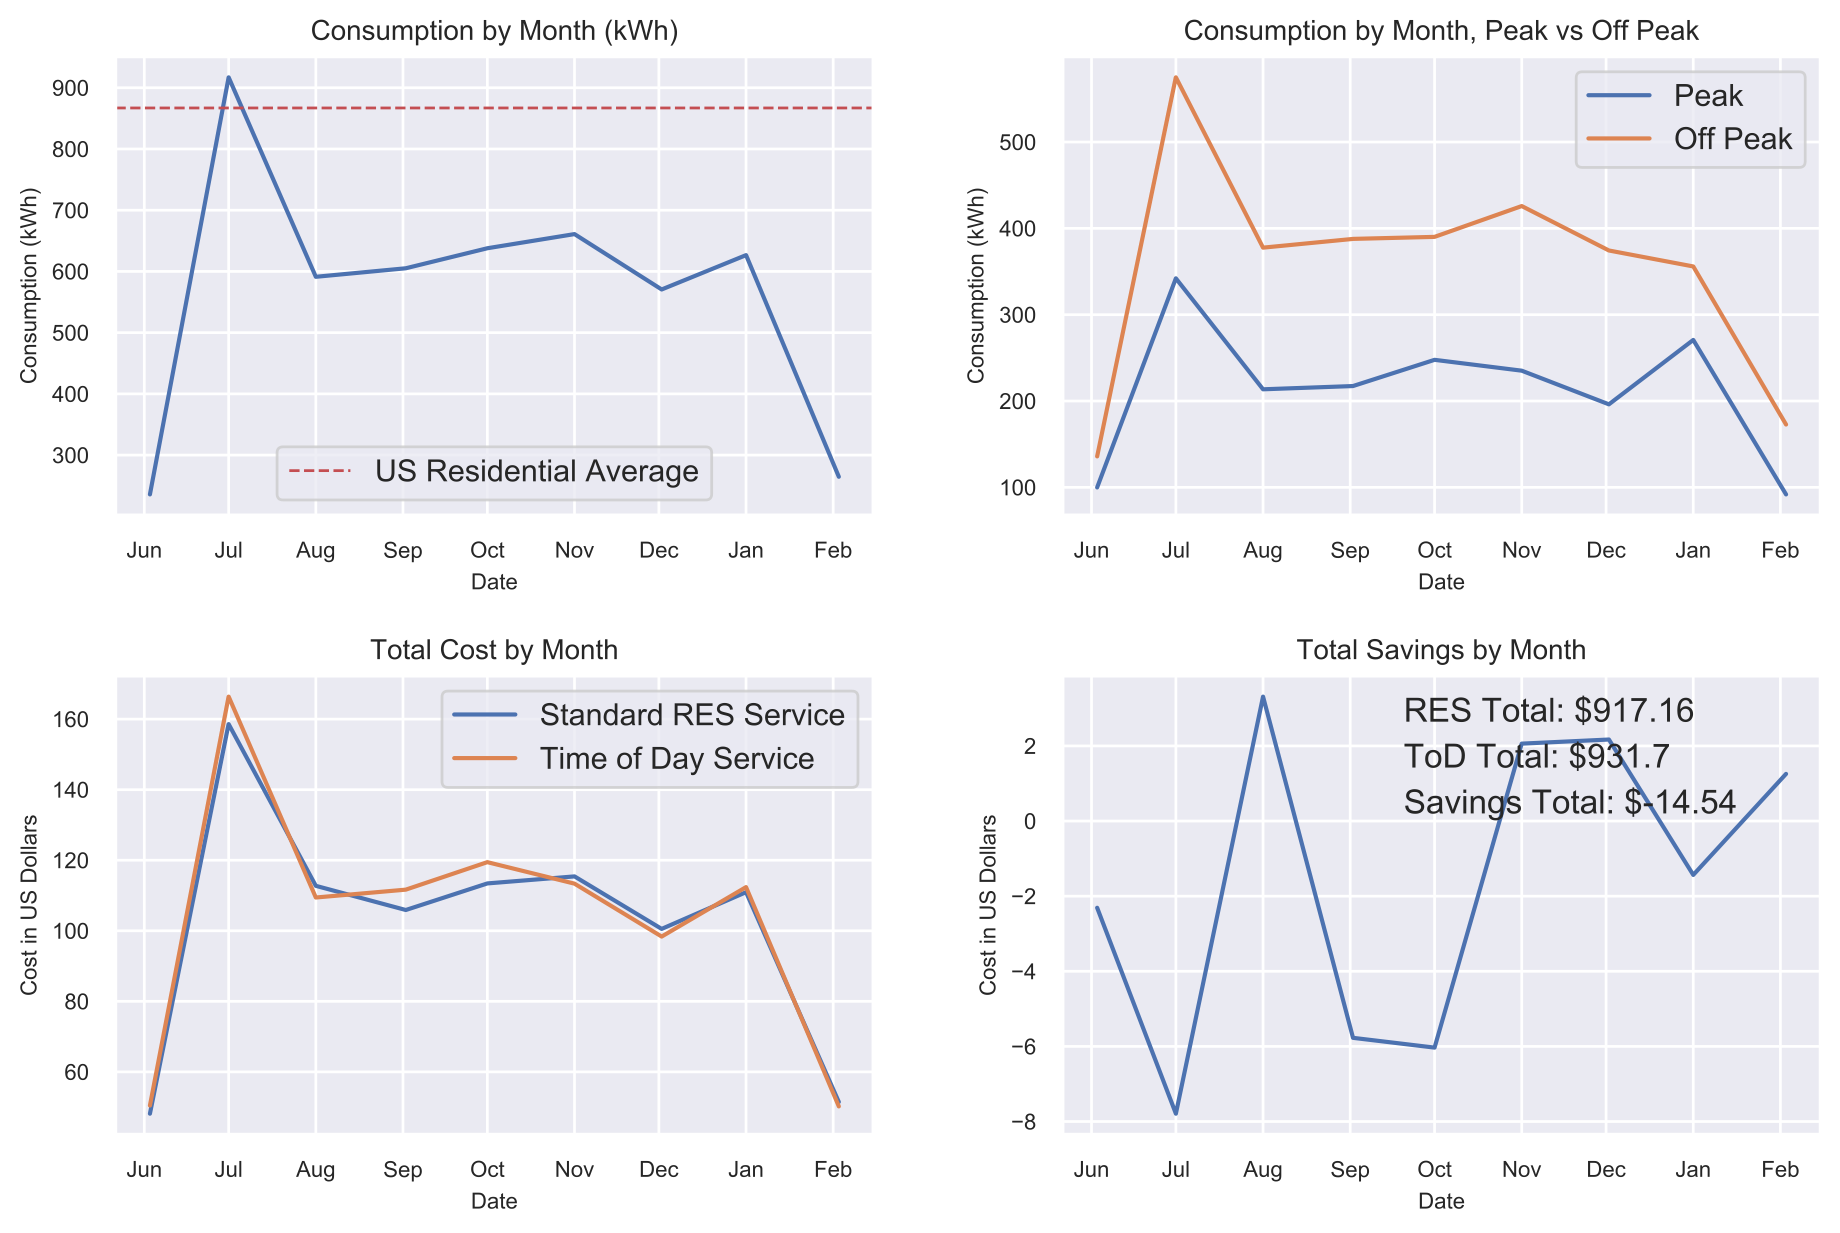 Consumption by Month (kWh)
900
800
700
600
500
400
300
Consumption (kWh)
US Residential Average
Jun Jul Aug Sep Oct Nov Dec Jan Feb
Date
Consumption by Month, Peak vs Off Peak
500
400
300
200
100
Consumption (kWh)
Peak
Off Peak
Jun Jul Aug Sep Oct Nov Dec Jan Feb
Date
Total Cost by Month
160
140
120
100
80
60
Cost in US Dollars
Standard RES Service
Time of Day Service
Jun Jul Aug Sep Oct Nov Dec Jan Feb
Date
Total Savings by Month
2
0
−2
−4
−6
−8
Cost in US Dollars
RES Total: $917.16
ToD Total: $931.7
Savings Total: $-14.54
Jun Jul Aug Sep Oct Nov Dec Jan Feb
Date